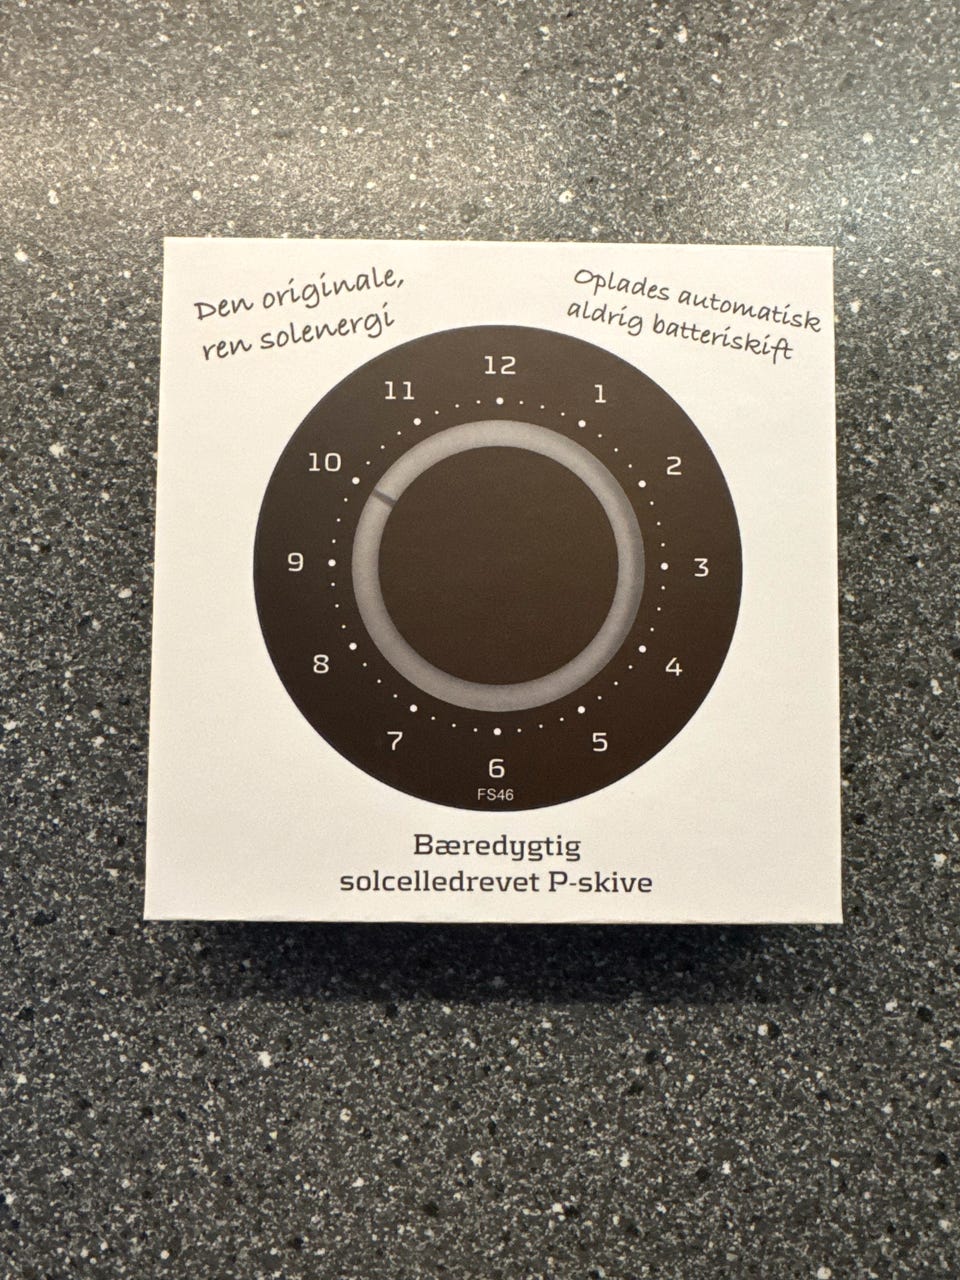 Den originale,
ren solenergi
Oplades automatisk
aldrig batteriskift
12
11
1
10
2
9
3
8
4
7
5
6
FS46
Bæredygtig
solcelledrevet P-skive